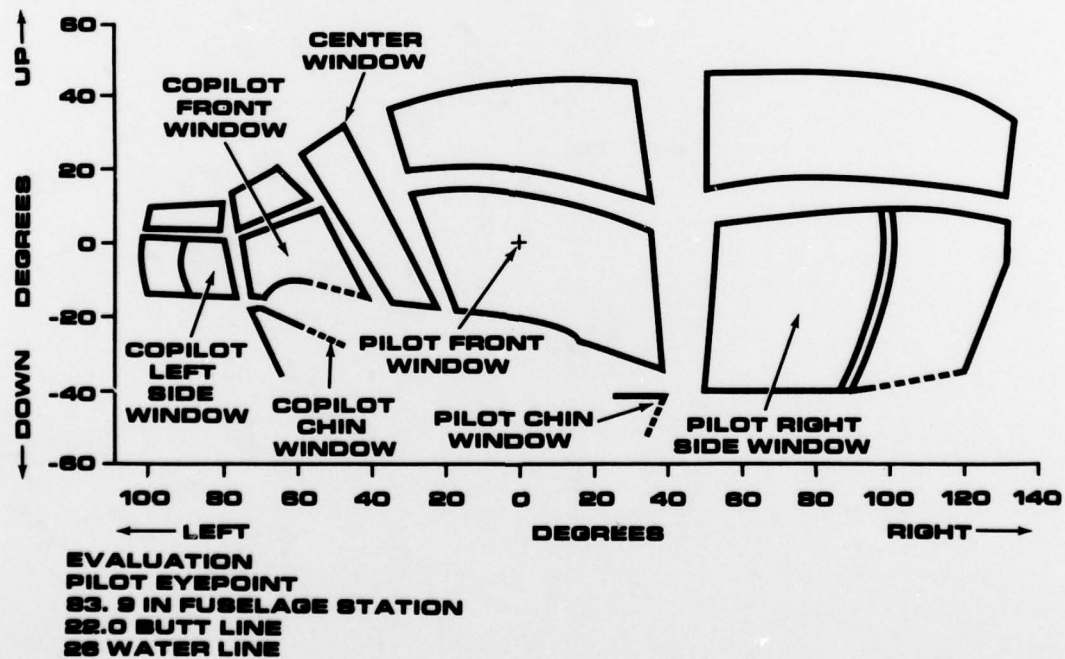 UP
DEGREES
DOWN
60
40
20
0
-20
-40
-60
CENTER
WINDOW
COPILOT
FRONT
WINDOW
COPILOT
LEFT
SIDE
WINDOW
COPILOT
CHIN
WINDOW
PILOT FRONT
WINDOW
PILOT CHIN
WINDOW
PILOT RIGHT
SIDE WINDOW
100 80 60 40 20 0 20 40 60 80 100 120 140
LEFT DEGREES RIGHT
EVALUATION
PILOT EYEPOINT
83. 9 IN FUSELAGE STATION
22.0 BUTT LINE
26 WATER LINE